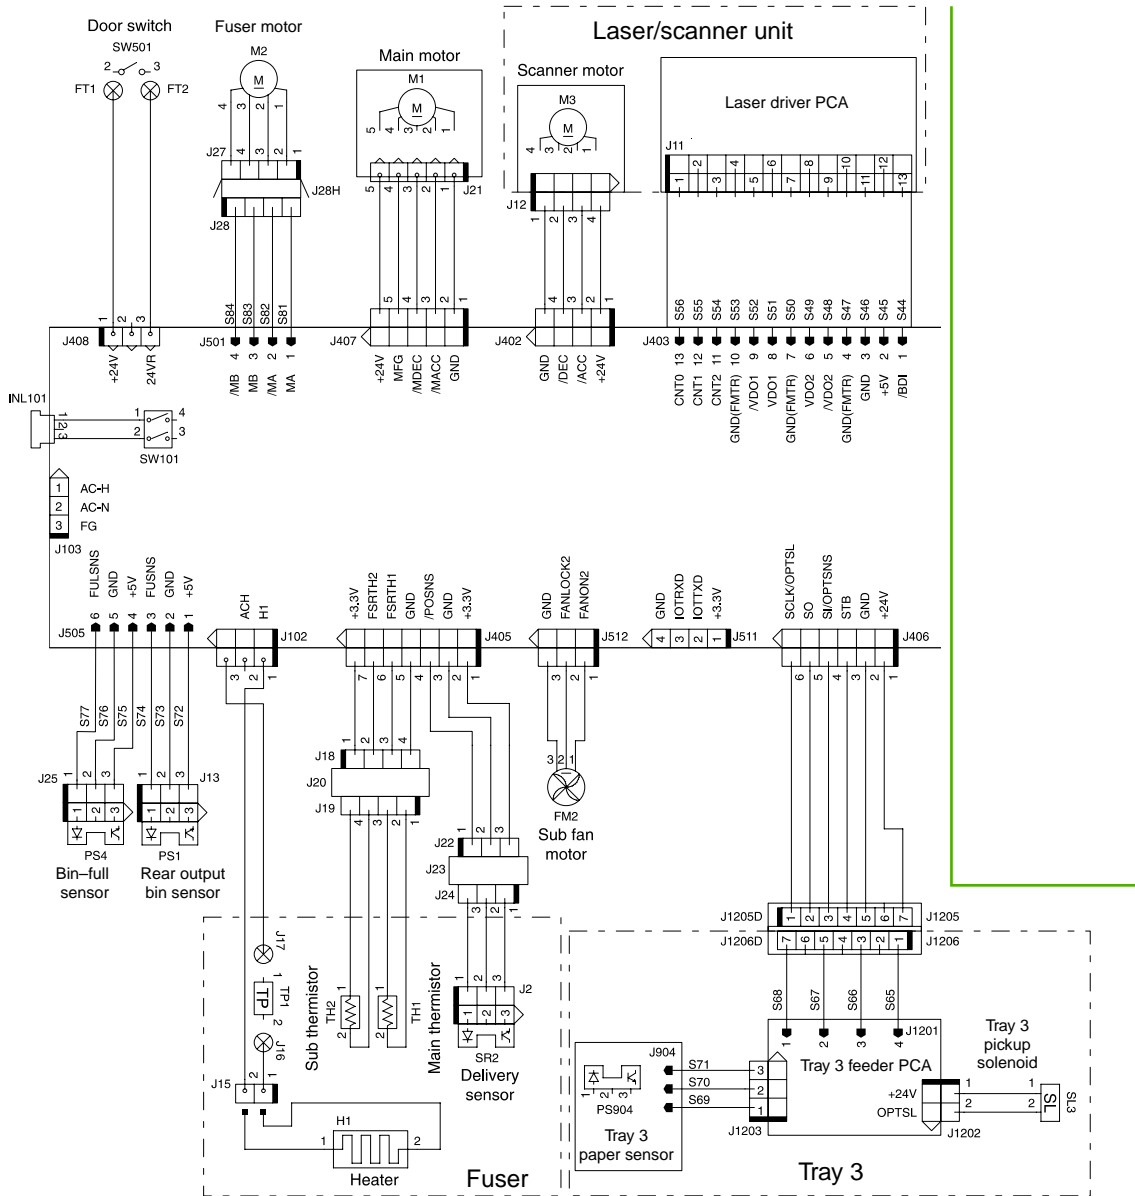 Door switch
SW501
2 3
FT1 FT2
Fuser motor
M2
M
4 3 2 1
J27
4 3 2 1
J28H
J28
Main motor
M1
M
5 4 3 2 1
J21
5 4 3 2 1
Laser/scanner unit
Scanner motor
M3
M
4 3 2 1
J12
1 2 3 4
Laser driver PCA
J11
1 2 3 4 5 6 7 8 9 10 11 12 13
S84 S83 S82 S81
S56 S55 S54 S53 S52 S51 S50 S49 S48 S47 S46 S45 S44
J408
1 2 3
+24V 24VR
J501
4 3 2 1
/MB MB /MA MA
J407
5 4 3 2 1
+24V MFG /MDEC /MACC GND
J402
4 3 2 1
GND /DEC /ACC +24V
J403
13 12 11 10 9 8 7 6 5 4 3 2 1
CNT0 CNT1 CNT2 GND(FMTR) /VDO1 VDO1 GND(FMTR) VDO2 /VDO2 GND(FMTR) GND +5V /BDI
INL101
1 2 3
1 4
2 3
SW101
1 AC-H
2 AC-N
3 FG
J103
FULSNS GND +5V FUSNS GND +5V
6 5 4 3 2 1
J505
ACH H1
J102
3 2 1
+3.3V FSRTH2 FSRTH1 GND /POSNS GND +3.3V
J405
7 6 5 4 3 2 1
GND FANLOCK2 FANON2
J512
3 2 1
GND IOTRXD IOTTXD +3.3V
4 3 2 1
J511
SCLK/OPTSL SO SI/OPTSNS STB GND +24V
J406
6 5 4 3 2 1
S77 S76 S75 S74 S73 S72
J25
1 2 3
1 2 3
PS4
Bin–full
sensor
J13
1 2 3
1 2 3
PS1
Rear output
bin sensor
J18
1 2 3 4
J20
J19
4 3 2 1
3 2 1
FM2
Sub fan
motor
J22
1 2 3
J23
J24
3 2 1
J17
1
TP
TP1
2
J16
J15
2 1
Sub thermistor
1 2
TH2
1 2
TH1
Main thermistor
J2
1 2 3
1 2 3
SR2
Delivery
sensor
H1
1 2
Heater
Fuser
J1205D
1 2 3 4 5 6 7
J1205
J1206D
7 6 5 4 3 2 1
J1206
S68 S67 S66 S65
1 2 3 4
J1201
Tray 3 feeder PCA
Tray 3
pickup
solenoid
J904
S71 3
S70 2
S69 1
J1203
1 2 3
PS904
Tray 3
paper sensor
+24V 1 1
OPTSL 2 2
J1202
SL
SL3
Tray 3